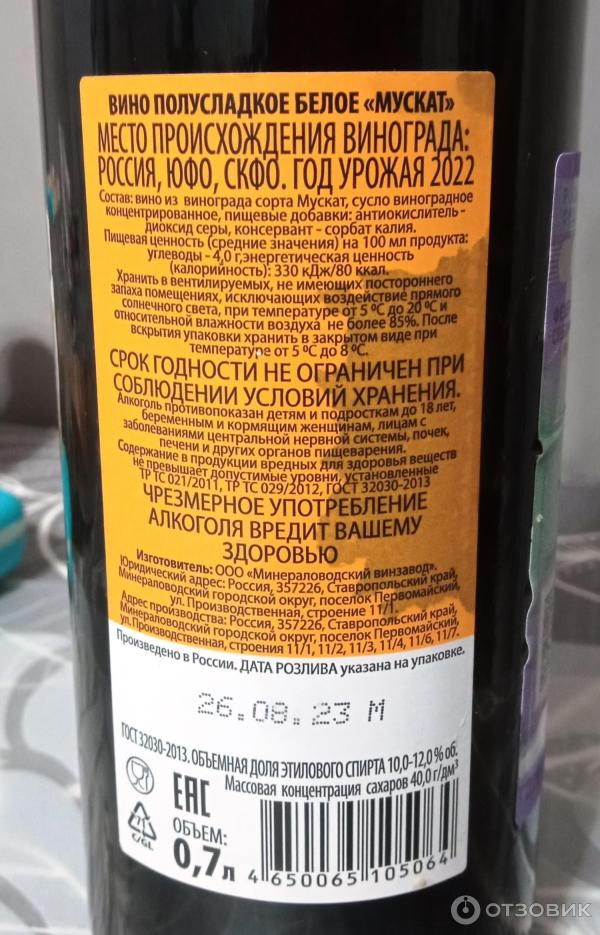 ВИНО ПОЛУСЛАДКОЕ БЕЛОЕ «МУСКАТ»
МЕСТО ПРОИСХОЖДЕНИЯ ВИНОГРАДА:
РОССИЯ, ЮФО, СКФО. ГОД УРОЖАЯ 2022
Состав: вино из винограда сорта Мускат, сусло виноградное
концентрированное, пищевые добавки: антиокислитель -
диоксид серы, консервант - сорбат калия.
Пищевая ценность (средние значения) на 100 мл продукта:
углеводы - 4,0 г,энергетическая ценность
(калорийность): 330 кДж/80 ккал.
Хранить в вентилируемых, не имеющих постороннего
запаха помещениях, исключающих воздействие прямого
солнечного света, при температуре от 5 ºС до 20 ºС и
относительной влажности воздуха не более 85%. После
вскрытия упаковки хранить в закрытом виде при
температуре от 5 ºС до 8 ºС.
СРОК ГОДНОСТИ НЕ ОГРАНИЧЕН ПРИ
СОБЛЮДЕНИИ УСЛОВИЙ ХРАНЕНИЯ.
Алкоголь противопоказан детям и подросткам до 18 лет,
беременным и кормящим женщинам, лицам с
заболеваниями центральной нервной системы, почек,
печени и других органов пищеварения.
Содержание в продукции вредных для здоровья веществ
не превышает допустимые уровни, установленные
ТР ТС 021/2011, ТР ТС 029/2012, ГОСТ 32030-2013
ЧРЕЗМЕРНОЕ УПОТРЕБЛЕНИЕ
АЛКОГОЛЯ ВРЕДИТ ВАШЕМУ
ЗДОРОВЬЮ
Изготовитель: ООО «Минераловодский винзавод».
Юридический адрес: Россия, 357226, Ставропольский край,
Минераловодский городской округ, поселок Первомайский,
ул. Производственная, строение 11/1.
Адрес производства: Россия, 357226, Ставропольский край,
Минераловодский городской округ, поселок Первомайский,
ул. Производственная, строения 11/1, 11/2, 11/3, 11/4, 11/6, 11/7.
Произведено в России. ДАТА РОЗЛИВА указана на упаковке.
26.08.23 М
ГОСТ 32030-2013. ОБЪЕМНАЯ ДОЛЯ ЭТИЛОВОГО СПИРТА 10,0-12,0 % об.
Массовая концентрация сахаров 40,0 г/дм³
EAC
71
C/GL
ОБЪЕМ:
0,7л
4 650065 105064
ОТЗОВИК